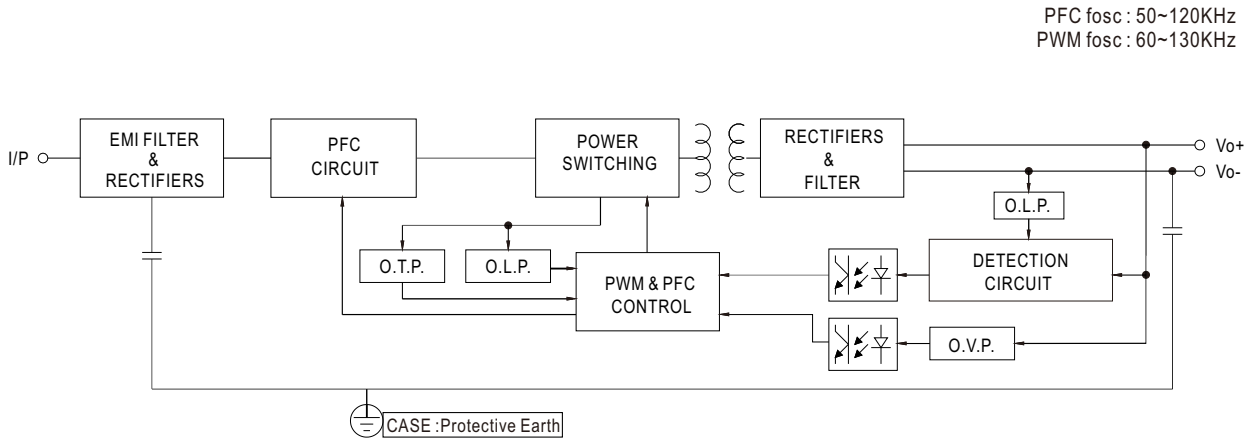 PFC fosc : 50~120KHz
PWM fosc : 60~130KHz
I/P
EMI FILTER
&
RECTIFIERS
PFC
CIRCUIT
POWER
SWITCHING
RECTIFIERS
&
FILTER
Vo+
Vo-
O.L.P.
O.T.P.
O.L.P.
PWM & PFC
CONTROL
DETECTION
CIRCUIT
O.V.P.
CASE :Protective Earth